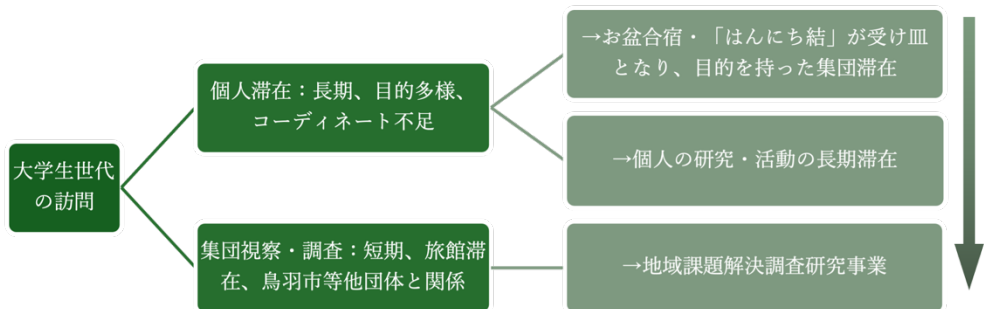 大学生世代
の訪問
個人滞在：長期、目的多様、
コーディネート不足
→お盆合宿・「はんにち結」が受け皿
となり、目的を持った集団滞在
→個人の研究・活動の長期滞在
集団視察・調査：短期、旅館滞
在、鳥羽市等他団体と関係
→地域課題解決調査研究事業